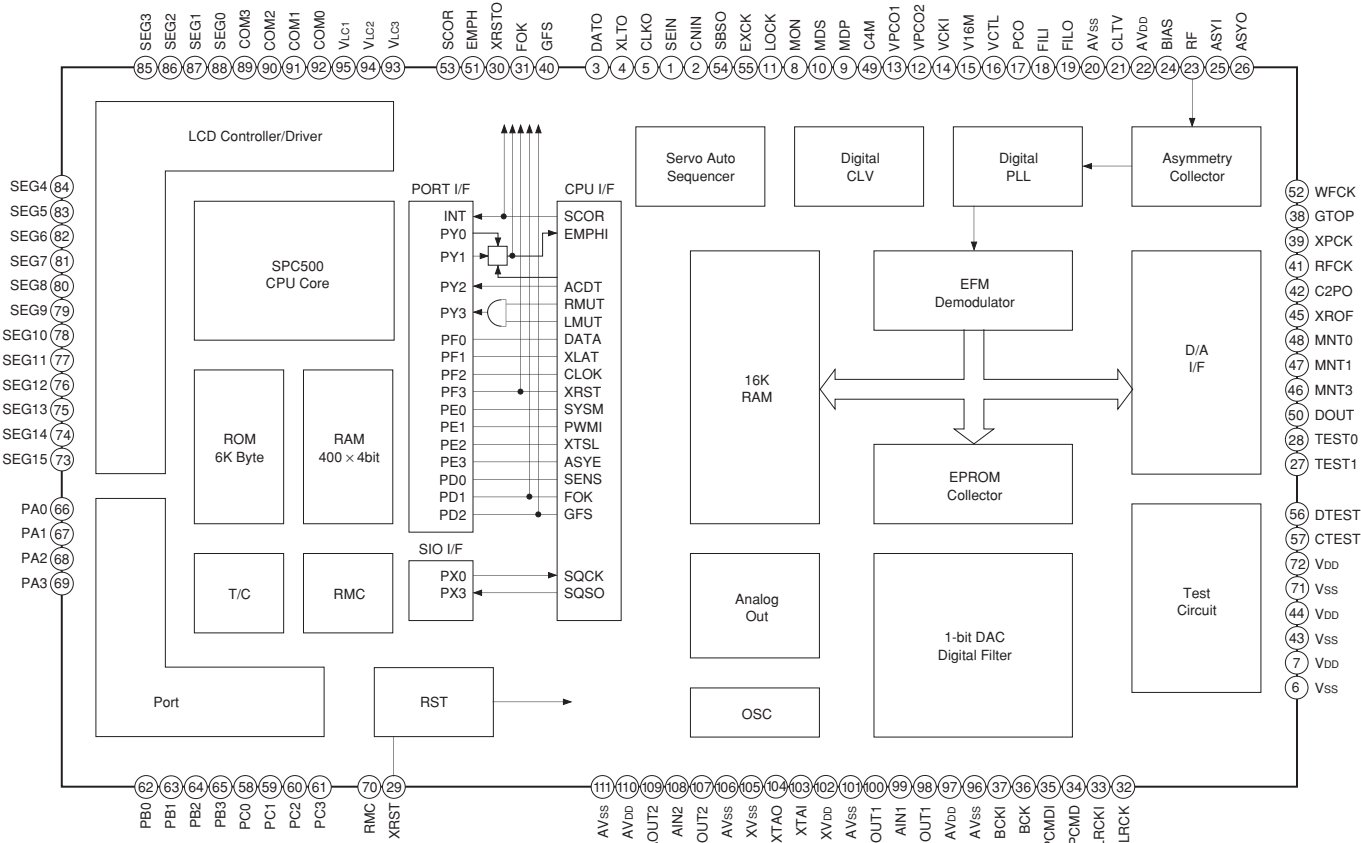 SEG3 SEG2 SEG1 SEG0 COM3 COM2 COM1 COM0 VLC1 VLC2 VLC3 SCOR EMPH XRSTO FOK GFS DATO XLTO CLKO SEIN CNIN SBSO EXCK LOCK MON MDS MDP C4M VPCO1 VPCO2 VCKI V16M VCTL PCO FILI FILO AVSS CLTV AVDD BIAS RF ASYI ASYO
85 86 87 88 89 90 91 92 95 94 93 53 51 30 31 40 3 4 5 1 2 54 55 11 8 10 9 49 13 12 14 15 16 17 18 19 20 21 22 24 23 25 26
SEG4 84
SEG5 83
SEG6 82
SEG7 81
SEG8 80
SEG9 79
SEG10 78
SEG11 77
SEG12 76
SEG13 75
SEG14 74
SEG15 73
PA0 66
PA1 67
PA2 68
PA3 69
LCD Controller/Driver
SPC500
CPU Core
ROM
6K Byte
RAM
400 × 4bit
T/C
RMC
Port
RST
PORT I/F
INT
PY0
PY1
PY2
PY3
PF0
PF1
PF2
PF3
PE0
PE1
PE2
PE3
PD0
PD1
PD2
SIO I/F
PX0
PX3
CPU I/F
SCOR
EMPHI
ACDT
RMUT
LMUT
DATA
XLAT
CLOK
XRST
SYSM
PWMI
XTSL
ASYE
SENS
FOK
GFS
SQCK
SQSO
Servo Auto
Sequencer
Digital
CLV
Digital
PLL
Asymmetry
Collector
16K
RAM
EFM
Demodulator
D/A
I/F
EPROM
Collector
Analog
Out
1-bit DAC
Digital Filter
Test
Circuit
OSC
52 WFCK
38 GTOP
39 XPCK
41 RFCK
42 C2PO
45 XROF
48 MNT0
47 MNT1
46 MNT3
50 DOUT
28 TEST0
27 TEST1
56 DTEST
57 CTEST
72 VDD
71 VSS
44 VDD
43 VSS
7 VDD
6 VSS
62 63 64 65 58 59 60 61 70 29 111 110 109 108 107 106 105 104 103 102 101 100 99 98 97 96 37 36 35 34 33 32
PB0 PB1 PB2 PB3 PC0 PC1 PC2 PC3 RMC XRST AVSS AVDD OUT2 AIN2 OUT2 AVSS XVSS XTAO XTAI XVDD AVSS OUT1 AIN1 OUT1 AVDD AVSS BCKI BCK PCMDI PCMD LRCKI LRCK